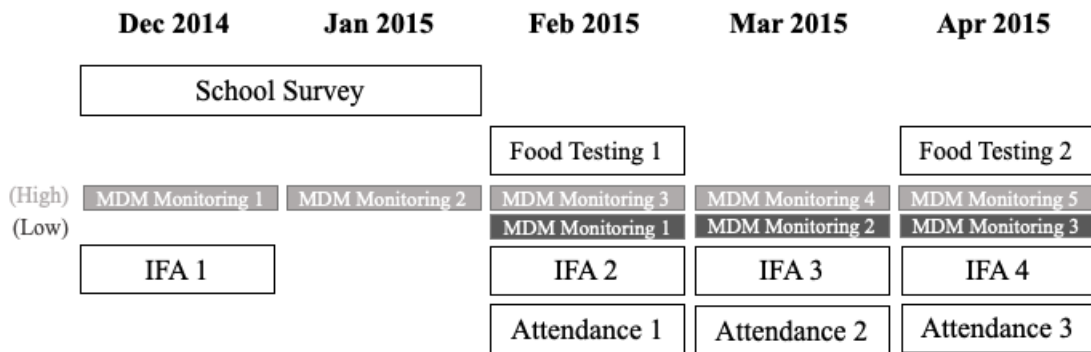 Dec 2014 Jan 2015 Feb 2015 Mar 2015 Apr 2015
School Survey
Food Testing 1 Food Testing 2
(High) MDM Monitoring 1 MDM Monitoring 2 MDM Monitoring 3 MDM Monitoring 4 MDM Monitoring 5
(Low) MDM Monitoring 1 MDM Monitoring 2 MDM Monitoring 3
IFA 1 IFA 2 IFA 3 IFA 4
Attendance 1 Attendance 2 Attendance 3